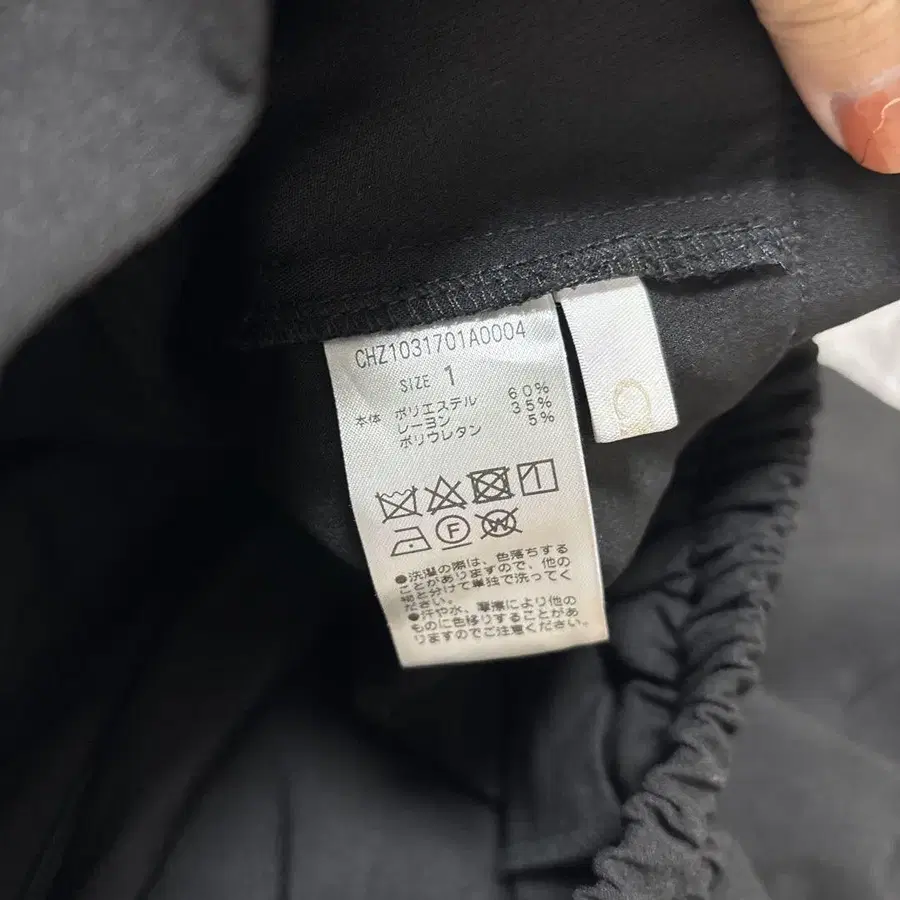 CHZ1031701A0004
SIZE 1
本体 ポリエステル 60%
レーヨン 35%
ポリウレタン 5%
F W
●洗濯の際は、色落ちする
ことがありますので、他の
物と分けて単独で洗ってく
ださい。
●汗や水、摩擦により他の
ものに色移りすることがあ
りますのでご注意ください。